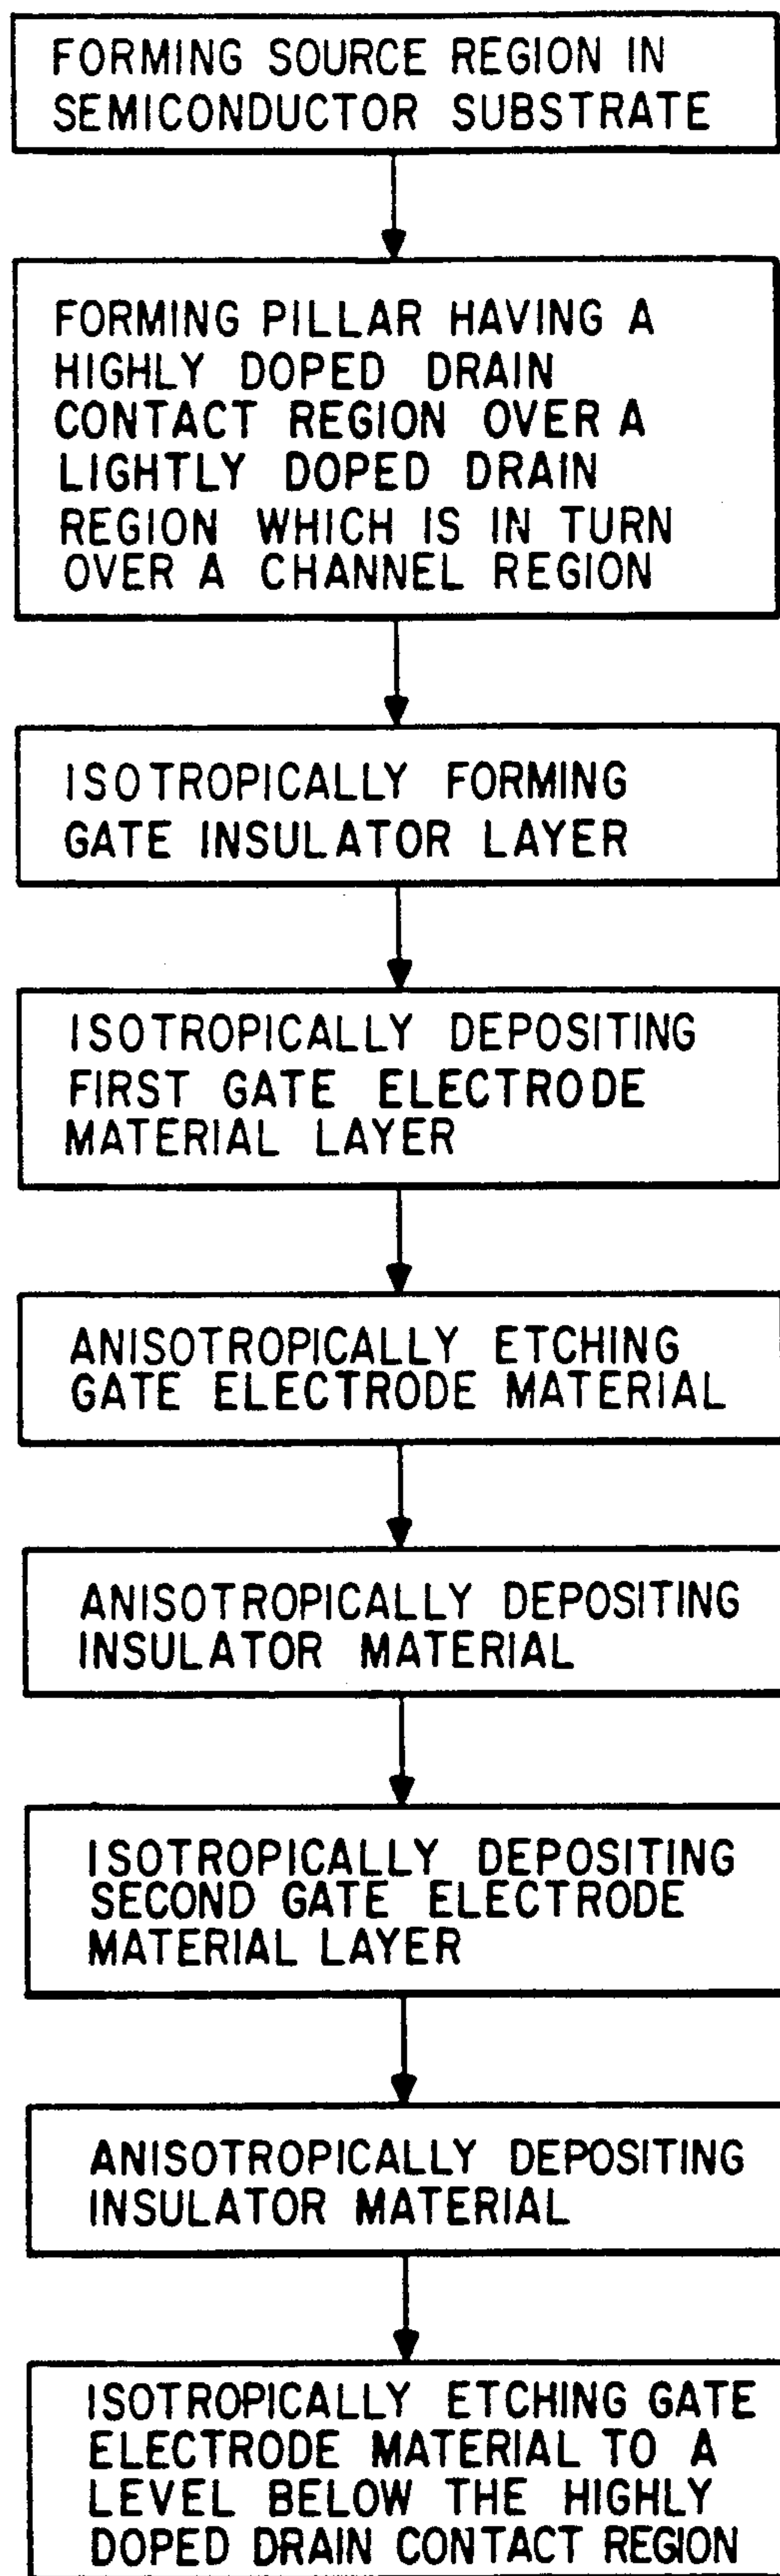 FORMING SOURCE REGION IN
SEMICONDUCTOR SUBSTRATE
FORMING PILLAR HAVING A
HIGHLY DOPED DRAIN
CONTACT REGION OVER A
LIGHTLY DOPED DRAIN
REGION WHICH IS IN TURN
OVER A CHANNEL REGION
ISOTROPICALLY FORMING
GATE INSULATOR LAYER
ISOTROPICALLY DEPOSITING
FIRST GATE ELECTRODE
MATERIAL LAYER
ANISOTROPICALLY ETCHING
GATE ELECTRODE MATERIAL
ANISOTROPICALLY DEPOSITING
INSULATOR MATERIAL
ISOTROPICALLY DEPOSITING
SECOND GATE ELECTRODE
MATERIAL LAYER
ANISOTROPICALLY DEPOSITING
INSULATOR MATERIAL
ISOTROPICALLY ETCHING GATE
ELECTRODE MATERIAL TO A
LEVEL BELOW THE HIGHLY
DOPED DRAIN CONTACT REGION